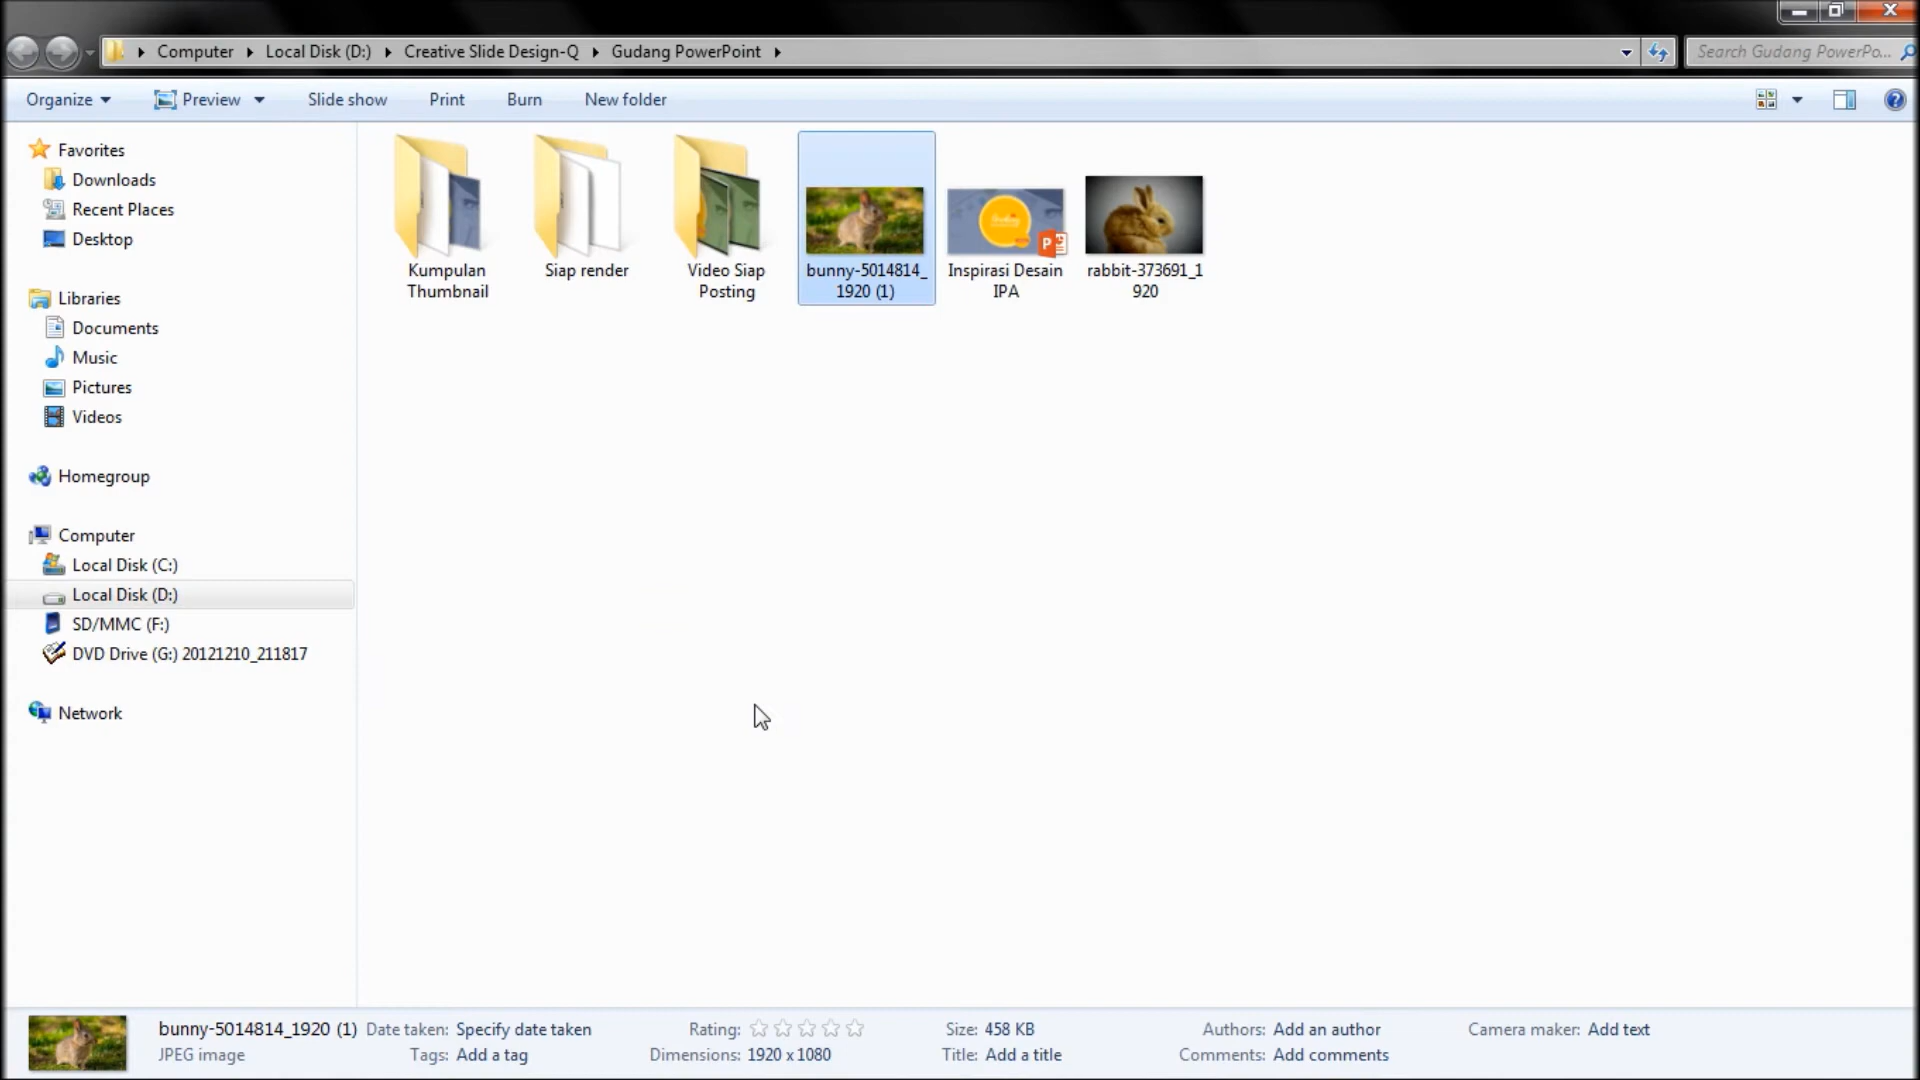 Computer Local Disk (D:) Creative Slide Design-Q Gudang PowerPoint
Search Gudang PowerPo...
Organize Preview Slide show Print Burn New folder
Favorites
Downloads
Recent Places
Desktop
Libraries
Documents
Music
Pictures
Videos
Homegroup
Computer
Local Disk (C:)
Local Disk (D:)
SD/MMC (F:)
DVD Drive (G:) 20121210_211817
Network
Kumpulan
Thumbnail
Siap render
Video Siap
Posting
bunny-5014814_
1920 (1)
Inspirasi Desain
IPA
rabbit-373691_1
920
bunny-5014814_1920 (1) Date taken: Specify date taken Rating: Size: 458 KB Authors: Add an author Camera maker: Add text
JPEG image Tags: Add a tag Dimensions: 1920 x 1080 Title: Add a title Comments: Add comments